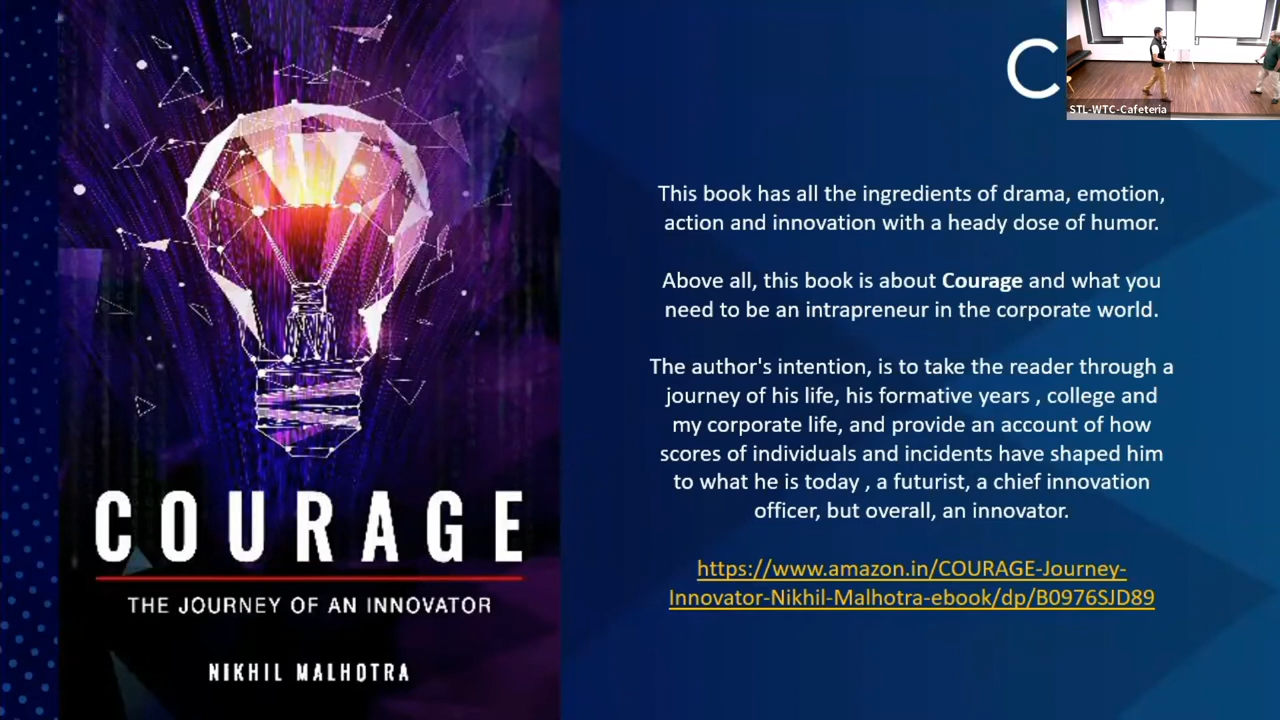 COURAGE
THE JOURNEY OF AN INNOVATOR
NIKHIL MALHOTRA
C
STL-WTC-Cafeteria
This book has all the ingredients of drama, emotion,
action and innovation with a heady dose of humor.
Above all, this book is about Courage and what you
need to be an intrapreneur in the corporate world.
The author's intention, is to take the reader through a
journey of his life, his formative years , college and
my corporate life, and provide an account of how
scores of individuals and incidents have shaped him
to what he is today , a futurist, a chief innovation
officer, but overall, an innovator.
https://www.amazon.in/COURAGE-Journey-
Innovator-Nikhil-Malhotra-ebook/dp/B0976SJD89